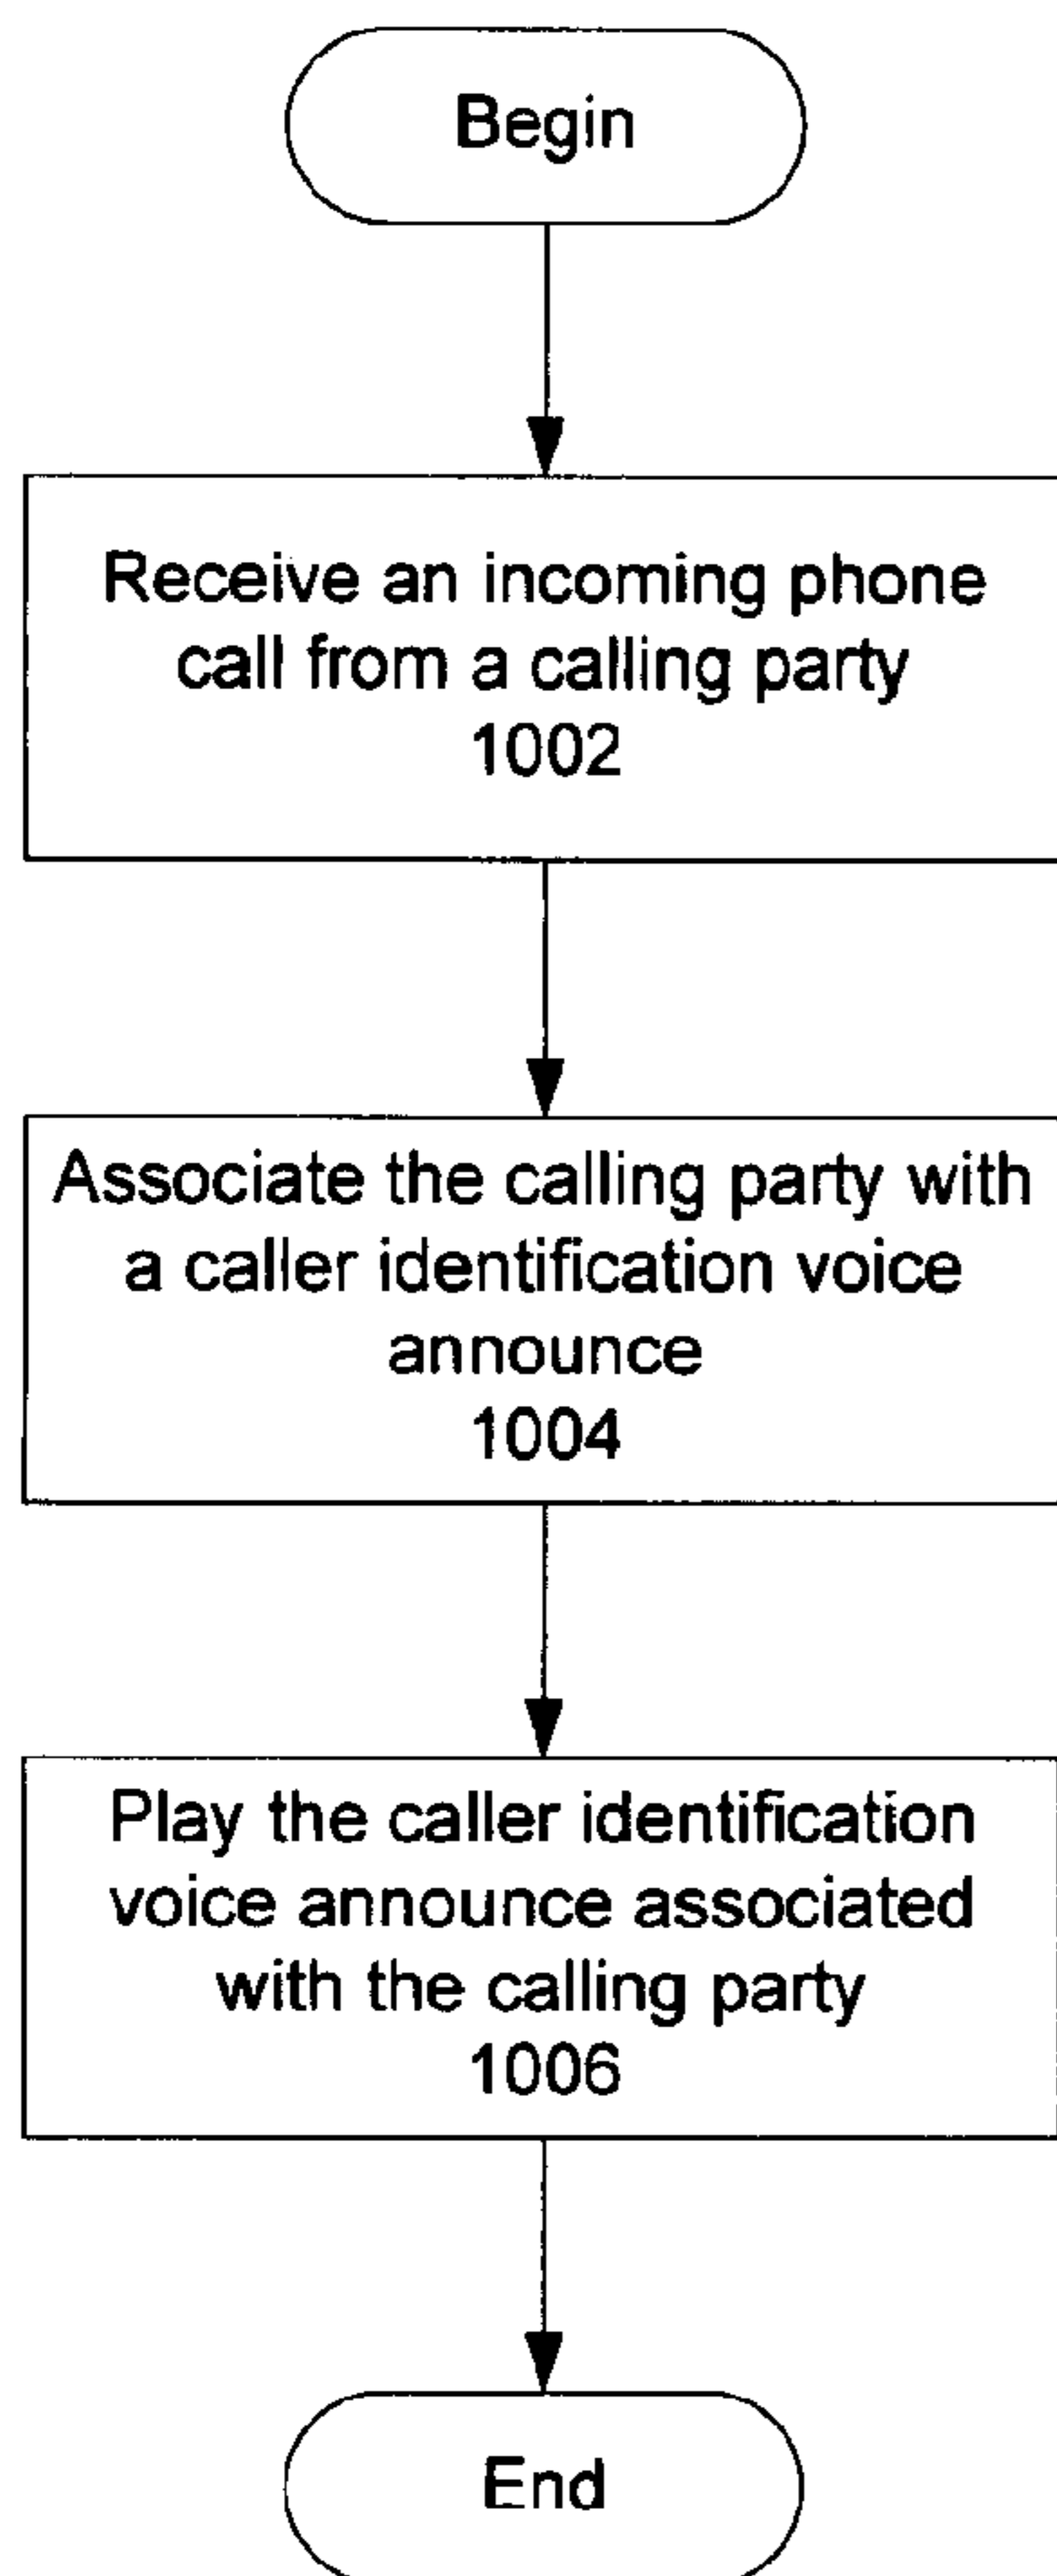 Begin
Receive an incoming phone
call from a calling party
1002
Associate the calling party with
a caller identification voice
announce
1004
Play the caller identification
voice announce associated
with the calling party
1006
End